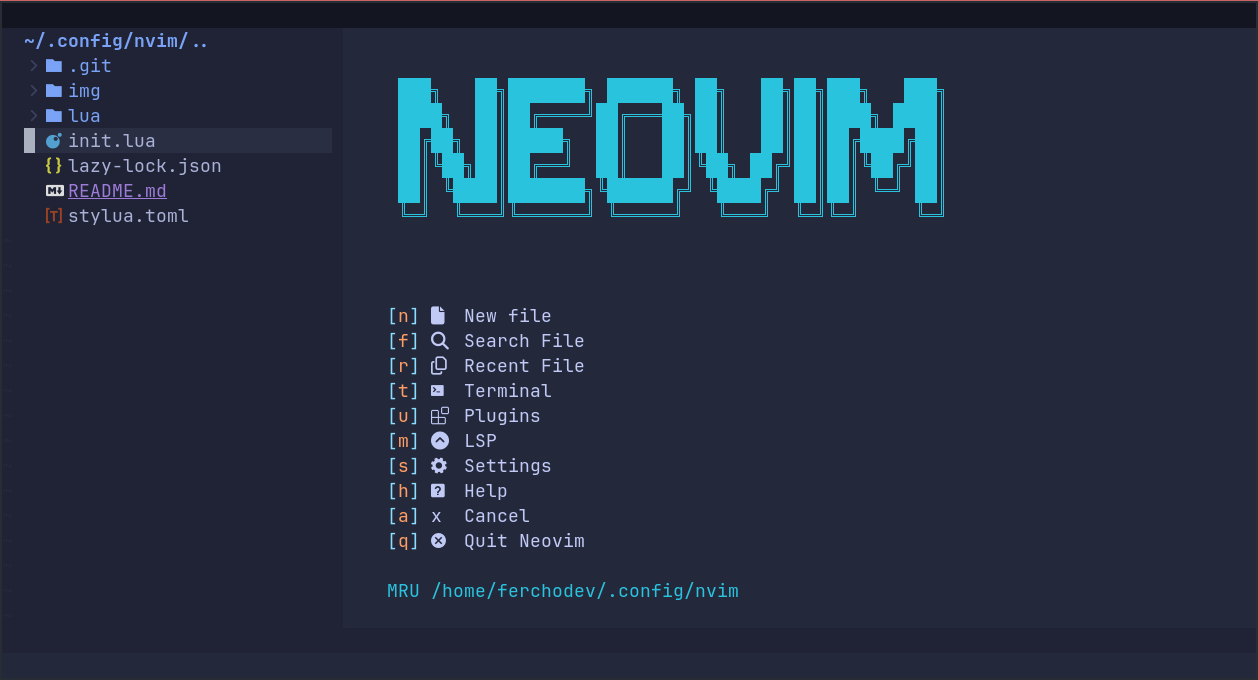 ~/.config/nvim/..
.git
img
lua
init.lua
{} lazy-lock.json
README.md
[T] stylua.toml
NEOVIM
[n] New file
[f] Search File
[r] Recent File
[t] Terminal
[u] Plugins
[m] LSP
[s] Settings
[h] Help
[a] x Cancel
[q] Quit Neovim
MRU /home/ferchodev/.config/nvim